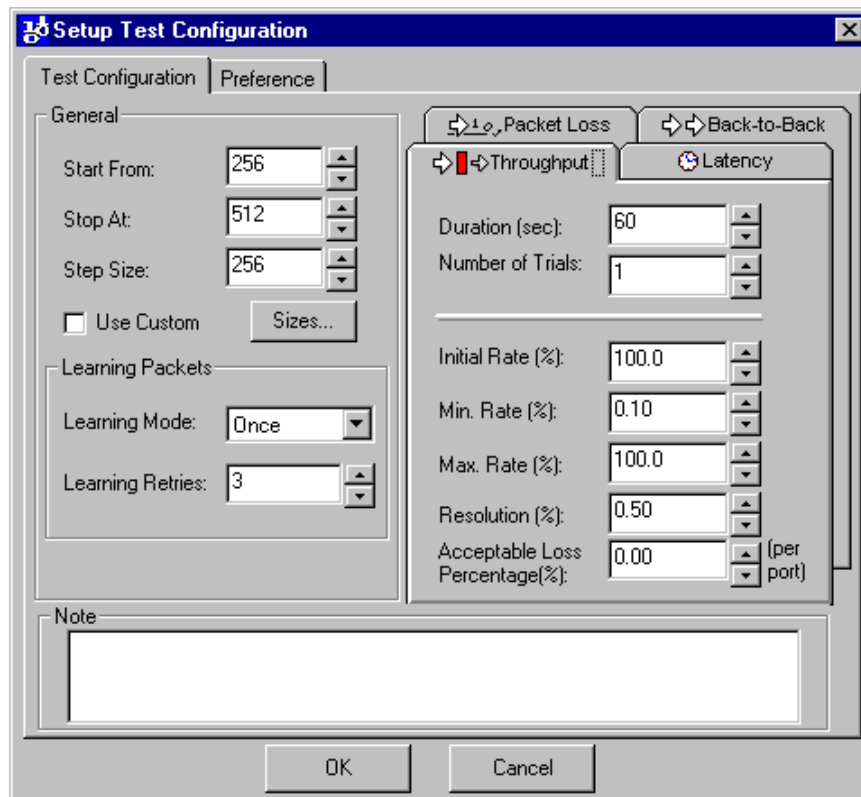 Setup Test Configuration
Test Configuration
Preference
General
Start From: 256
Stop At: 512
Step Size: 256
Use Custom Sizes...
Learning Packets
Learning Mode: Once
Learning Retries: 3
Packet Loss
Back-to-Back
Throughput
Latency
Duration (sec): 60
Number of Trials: 1
Initial Rate (%): 100.0
Min. Rate (%): 0.10
Max. Rate (%): 100.0
Resolution (%): 0.50
Acceptable Loss
Percentage(%): 0.00 (per
port)
Note
OK
Cancel